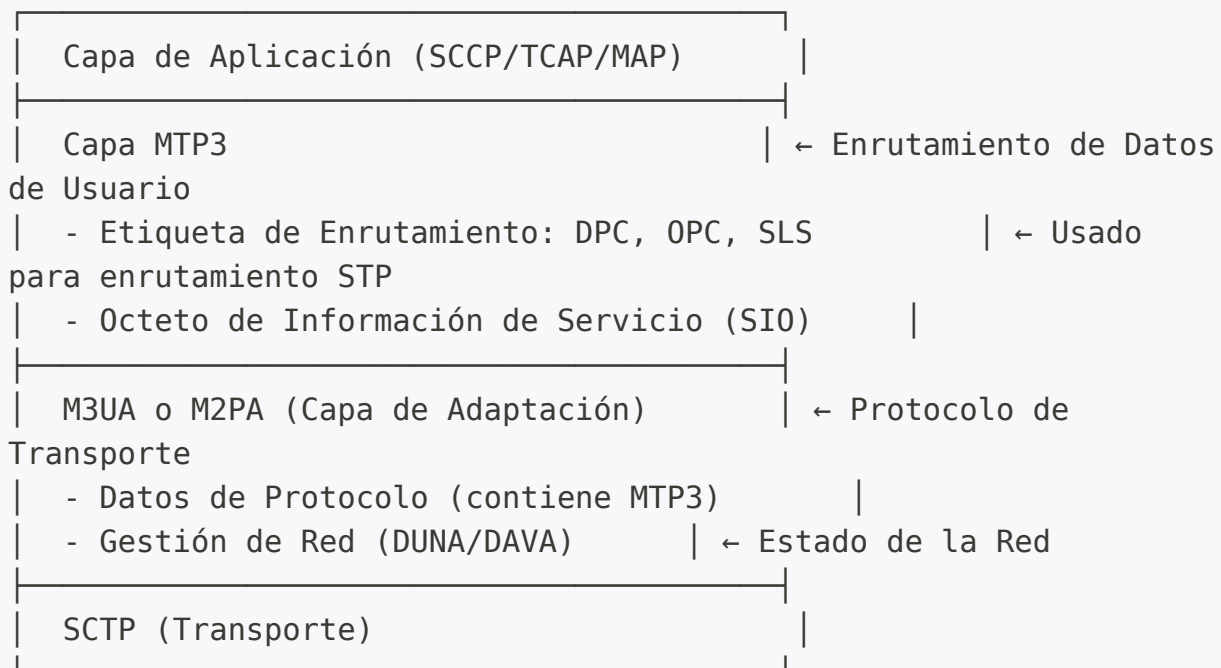 ┌──────────────────────────────────────────┐
│  Capa de Aplicación (SCCP/TCAP/MAP)      │
├──────────────────────────────────────────┤
│  Capa MTP3                             │ ← Enrutamiento de Datos
de Usuario
│  - Etiqueta de Enrutamiento: DPC, OPC, SLS         │ ← Usado
para enrutamiento STP
│  - Octeto de Información de Servicio (SIO)     │
├──────────────────────────────────────────┤
│  M3UA o M2PA (Capa de Adaptación)       │ ← Protocolo de
Transporte
│  - Datos de Protocolo (contiene MTP3)       │
│  - Gestión de Red (DUNA/DAVA)      │ ← Estado de la Red
├──────────────────────────────────────────┤
│  SCTP (Transporte)                       │